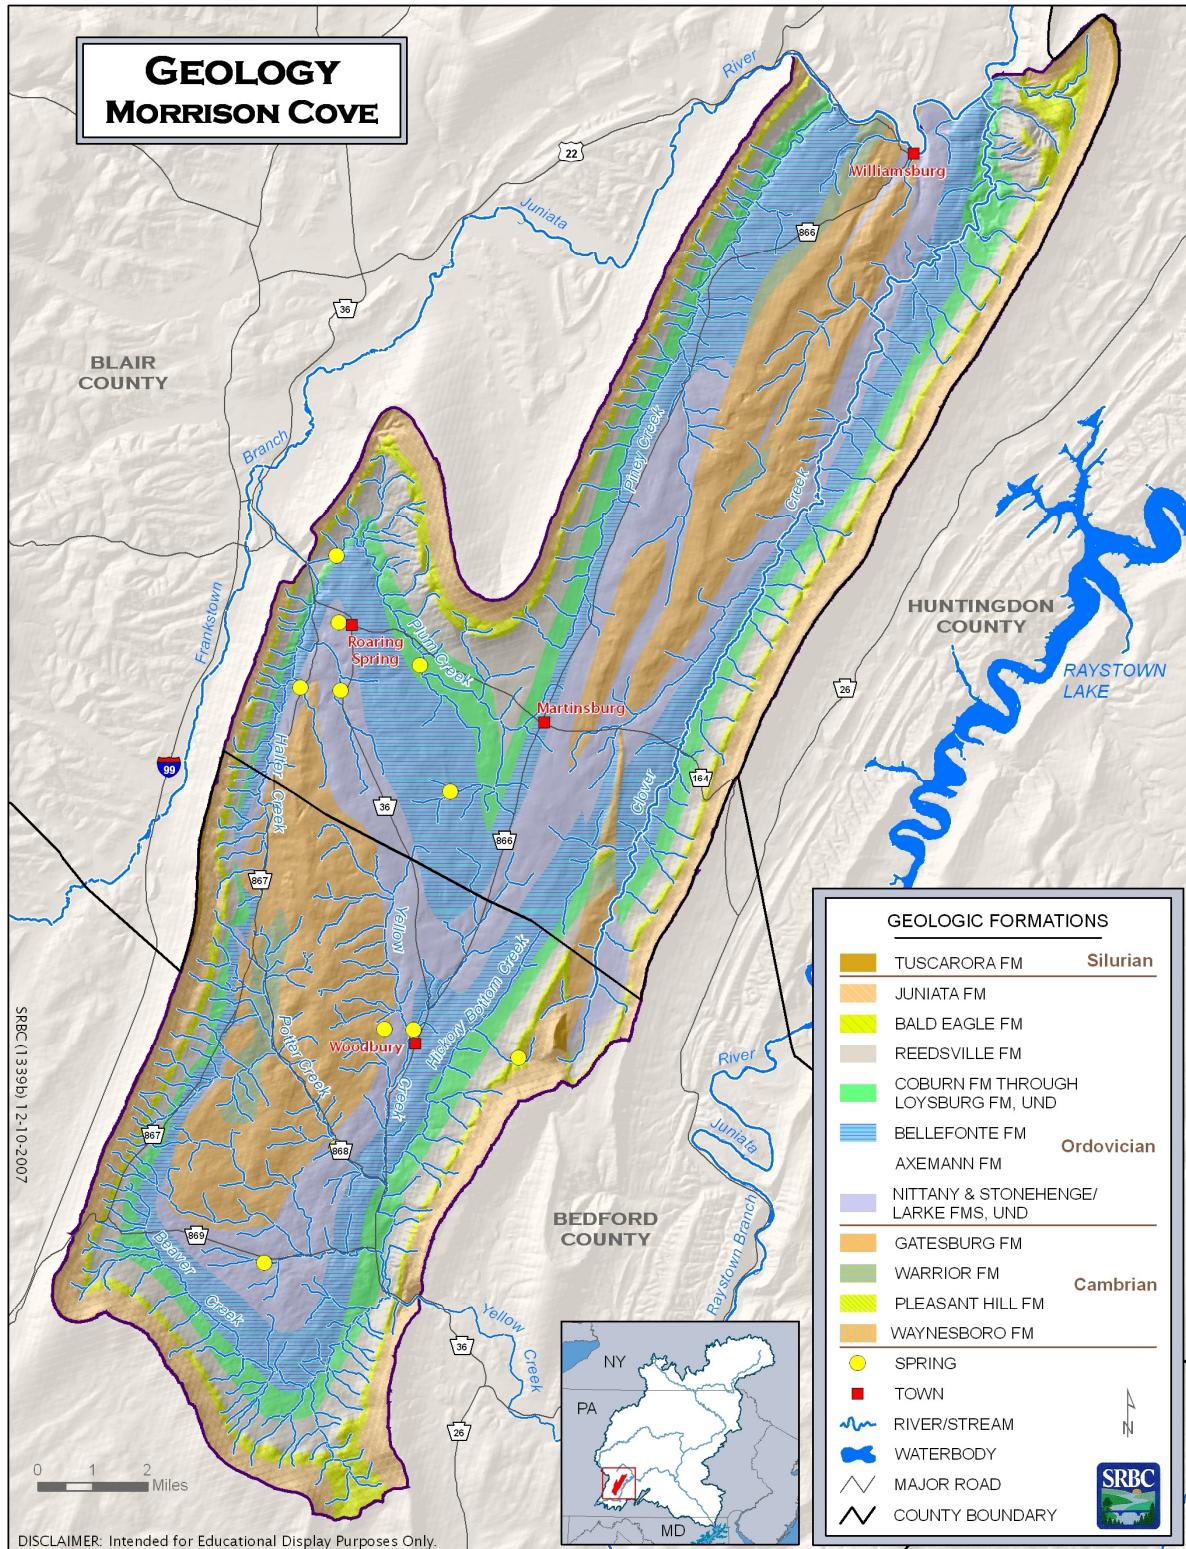 GEOLOGY
MORRISON COVE
River
22
Williamsburg
Juniata
866
36
BLAIR
COUNTY
Branch
Piney Creek
Creek
HUNTINGDON
COUNTY
Frankstown
Roaring
Spring
Plum Creek
RAYSTOWN
LAKE
26
Martinsburg
Halter Creek
99
164
Clover
36
866
867
Yellow
Hickory Bottom Creek
Potter Creek
Woodbury
Creek
River
Juniata
Raystown Branch
867
868
BEDFORD
COUNTY
869
Beaver
Creek
Yellow
Creek
36
26
SRBC (1339b) 12-10-2007
GEOLOGIC FORMATIONS
TUSCARORA FM
Silurian
JUNIATA FM
BALD EAGLE FM
REEDSVILLE FM
COBURN FM THROUGH
LOYSBURG FM, UND
BELLEFONTE FM
Ordovician
AXEMANN FM
NITTANY & STONEHENGE/
LARKE FMS, UND
GATESBURG FM
WARRIOR FM
Cambrian
PLEASANT HILL FM
WAYNESBORO FM
SPRING
TOWN
RIVER/STREAM
WATERBODY
MAJOR ROAD
COUNTY BOUNDARY
N
SRBC
NY
PA
MD
0 1 2
Miles
DISCLAIMER: Intended for Educational Display Purposes Only.